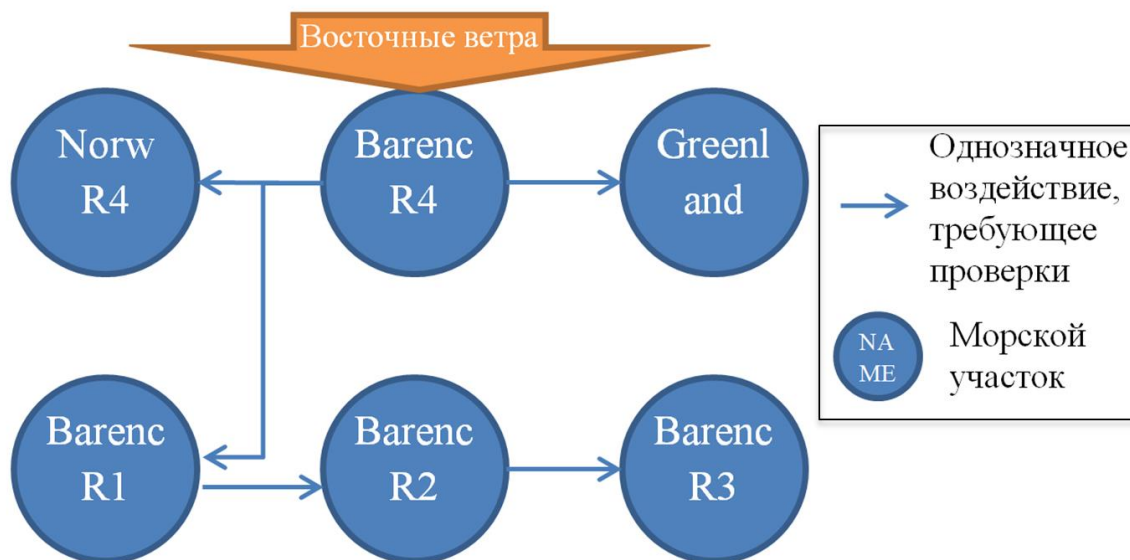 Восточные ветра
Norw
R4
Barenc
R4
Greenl
and
Barenc
R1
Barenc
R2
Barenc
R3
Однозначное
воздействие,
требующее
проверки
NA
ME
Морской
участок